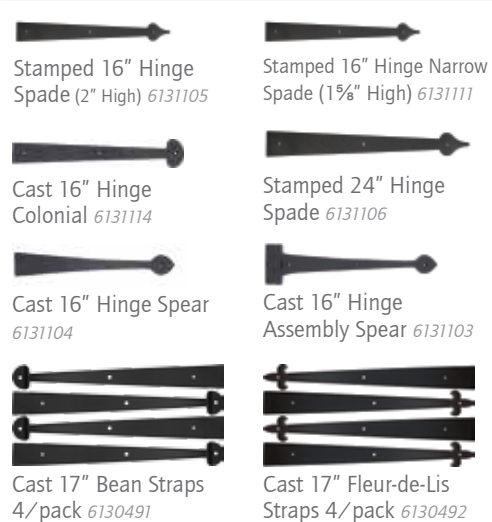 Stamped 16” Hinge
Spade (2” High) 6131105
Stamped 16” Hinge Narrow
Spade (1⅝” High) 6131111
Cast 16” Hinge
Colonial 6131114
Stamped 24” Hinge
Spade 6131106
Cast 16” Hinge Spear
6131104
Cast 16” Hinge
Assembly Spear 6131103
Cast 17” Bean Straps
4/pack 6130491
Cast 17” Fleur-de-Lis
Straps 4/pack 6130492